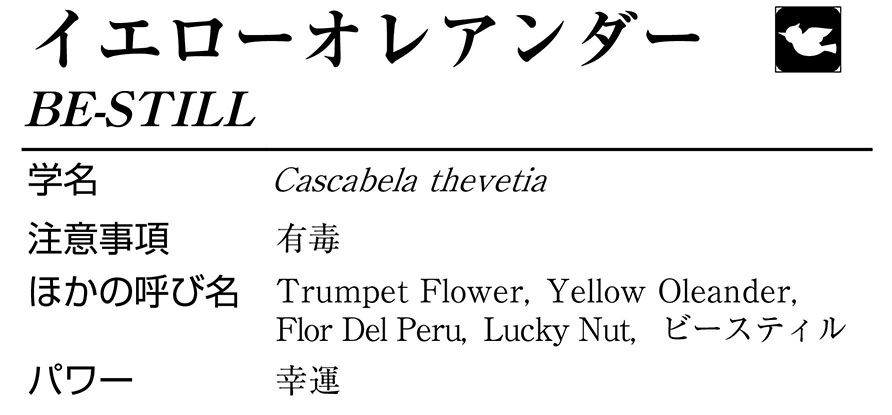 イエローオレアンダー
BE-STILL
学名 Cascabela thevetia
注意事項 有毒
ほかの呼び名 Trumpet Flower, Yellow Oleander,
Flor Del Peru, Lucky Nut, ビースティル
パワー 幸運